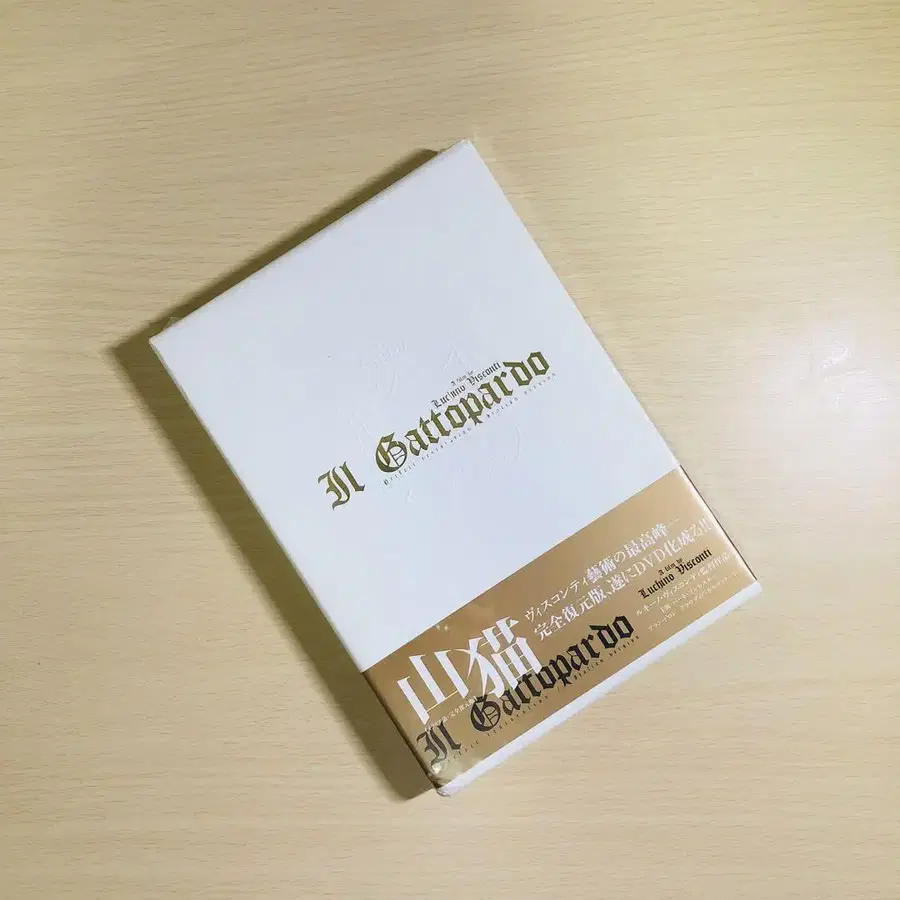 A film by
Luchino Visconti
Il Gattopardo
ヴィスコンティ藝術の最高峰―
完全復元版、遂にDVD化成る!!
山猫
A film by
Luchino Visconti
Il Gattopardo